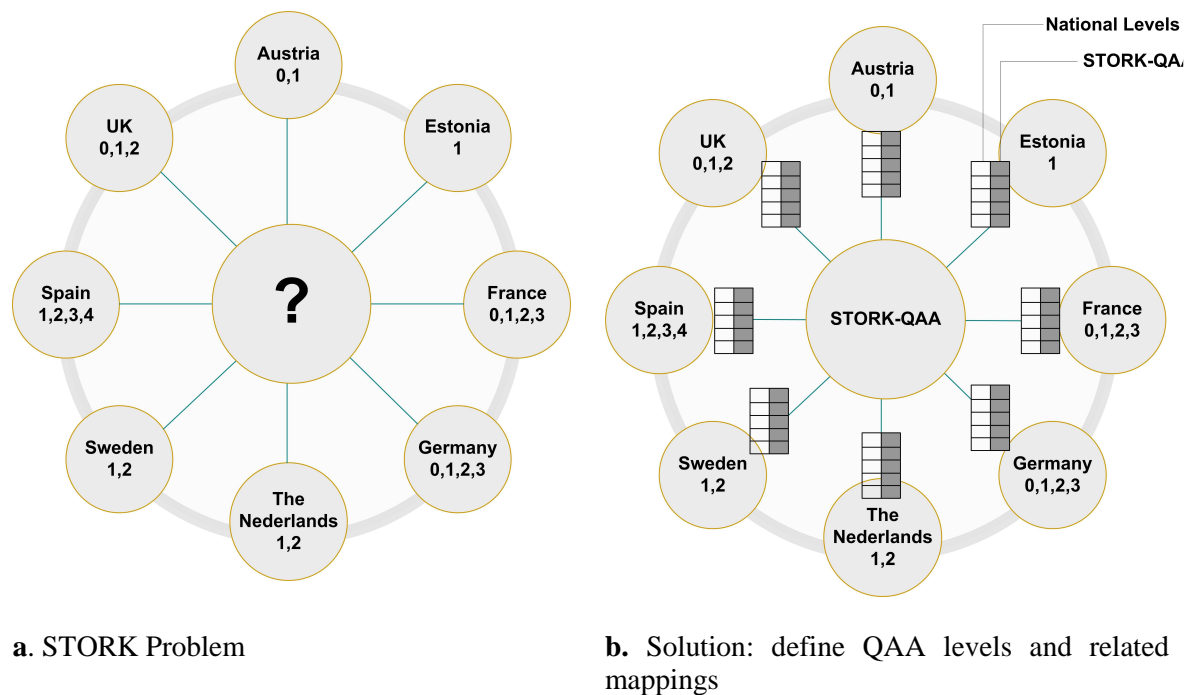 Austria
0,1
UK
0,1,2
Estonia
1
Spain
1,2,3,4
?
France
0,1,2,3
Sweden
1,2
Germany
0,1,2,3
The
Nederlands
1,2
a. STORK Problem
National Levels
STORK-QA
Austria
0,1
UK
0,1,2
Estonia
1
Spain
1,2,3,4
STORK-QAA
France
0,1,2,3
Sweden
1,2
Germany
0,1,2,3
The
Nederlands
1,2
b. Solution: define QAA levels and related
mappings